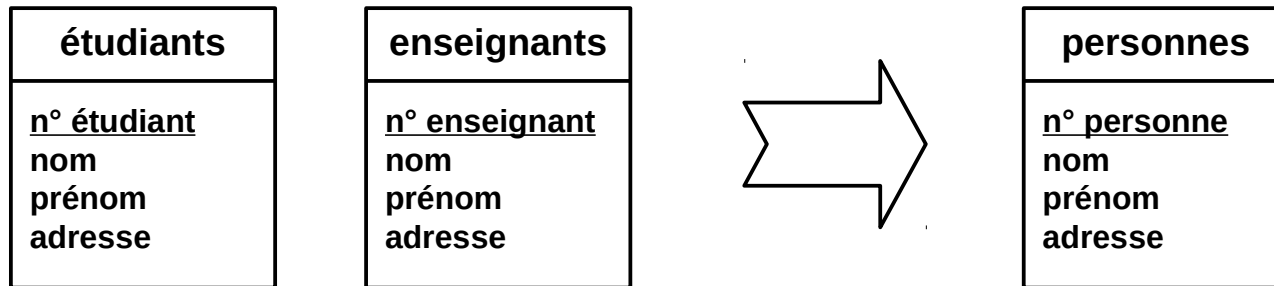 étudiants
n° étudiant
nom
prénom
adresse
enseignants
n° enseignant
nom
prénom
adresse
personnes
n° personne
nom
prénom
adresse